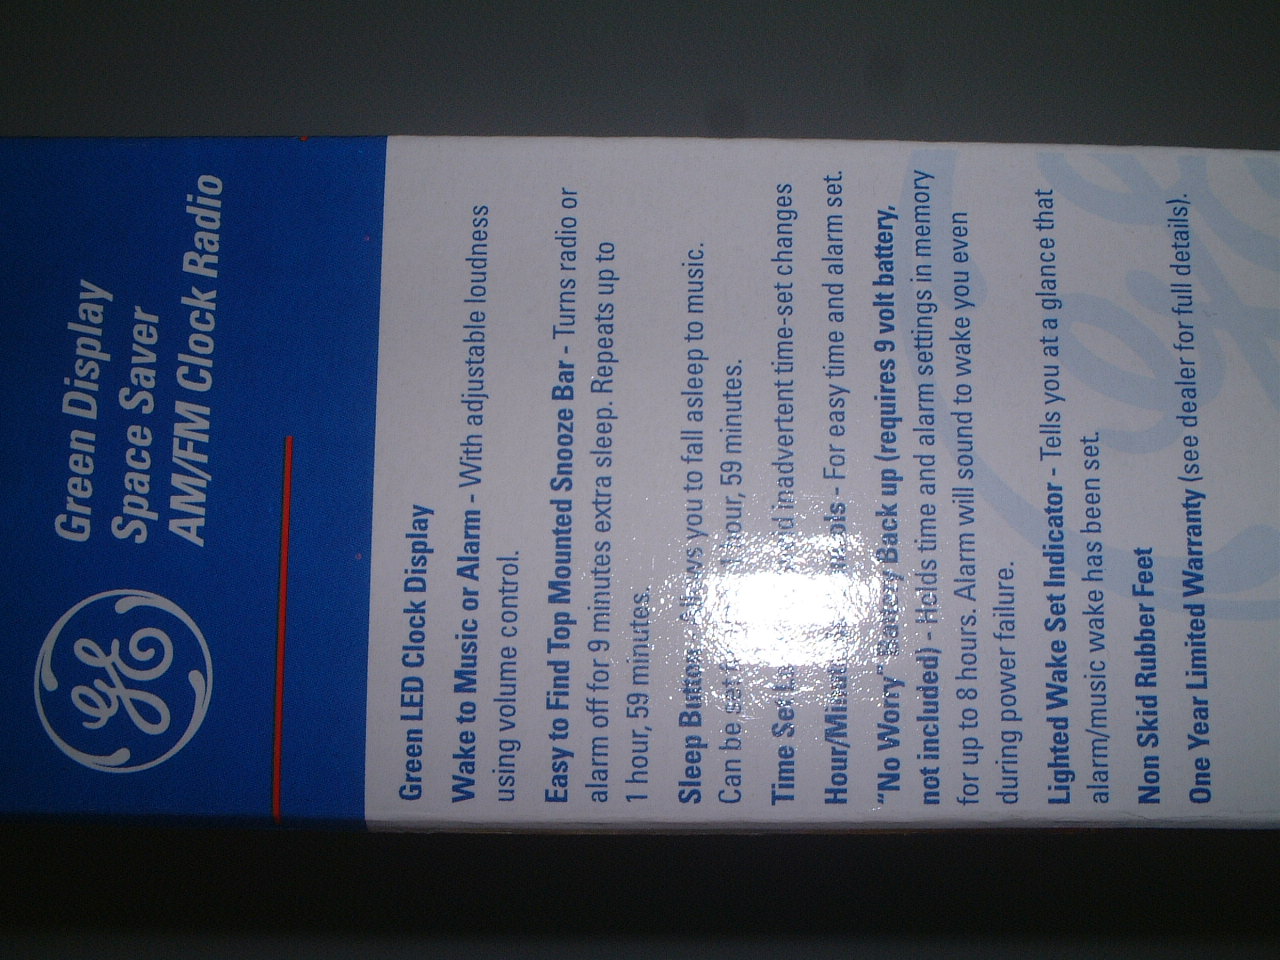 GE
Green Display
Space Saver
AM/FM Clock Radio
Green LED Clock Display
Wake to Music or Alarm - With adjustable loudness
using volume control.
Easy to Find Top Mounted Snooze Bar - Turns radio or
alarm off for 9 minutes extra sleep. Repeats up to
1 hour, 59 minutes.
Sleep Button you to fall asleep to music.
Can be hour, 59 minutes.
Time Set inadvertent time-set changes
Hour/ - For easy time and alarm set.
"No Worry" Battery Back up (requires 9 volt battery,
not included) - Holds time and alarm settings in memory
for up to 8 hours. Alarm will sound to wake you even
during power failure.
Lighted Wake Set Indicator - Tells you at a glance that
alarm/music wake has been set.
Non Skid Rubber Feet
One Year Limited Warranty (see dealer for full details).